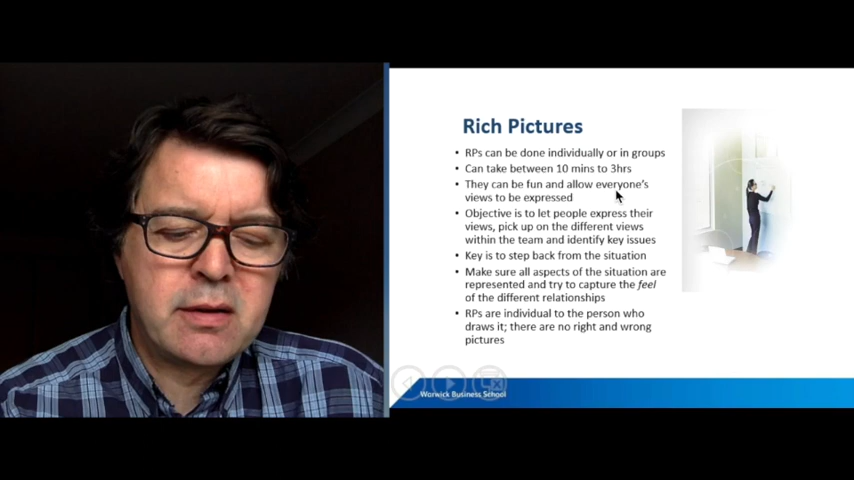 Rich Pictures
▪ RPs can be done individually or in groups
▪ Can take between 10 mins to 3hrs
▪ They can be fun and allow everyone's
views to be expressed
▪ Objective is to let people express their
views, pick up on the different views
within the team and identify key issues
▪ Key is to step back from the situation
▪ Make sure all aspects of the situation are
represented and try to capture the feel
of the different relationships
▪ RPs are individual to the person who
draws it; there are no right and wrong
pictures
Warwick Business School